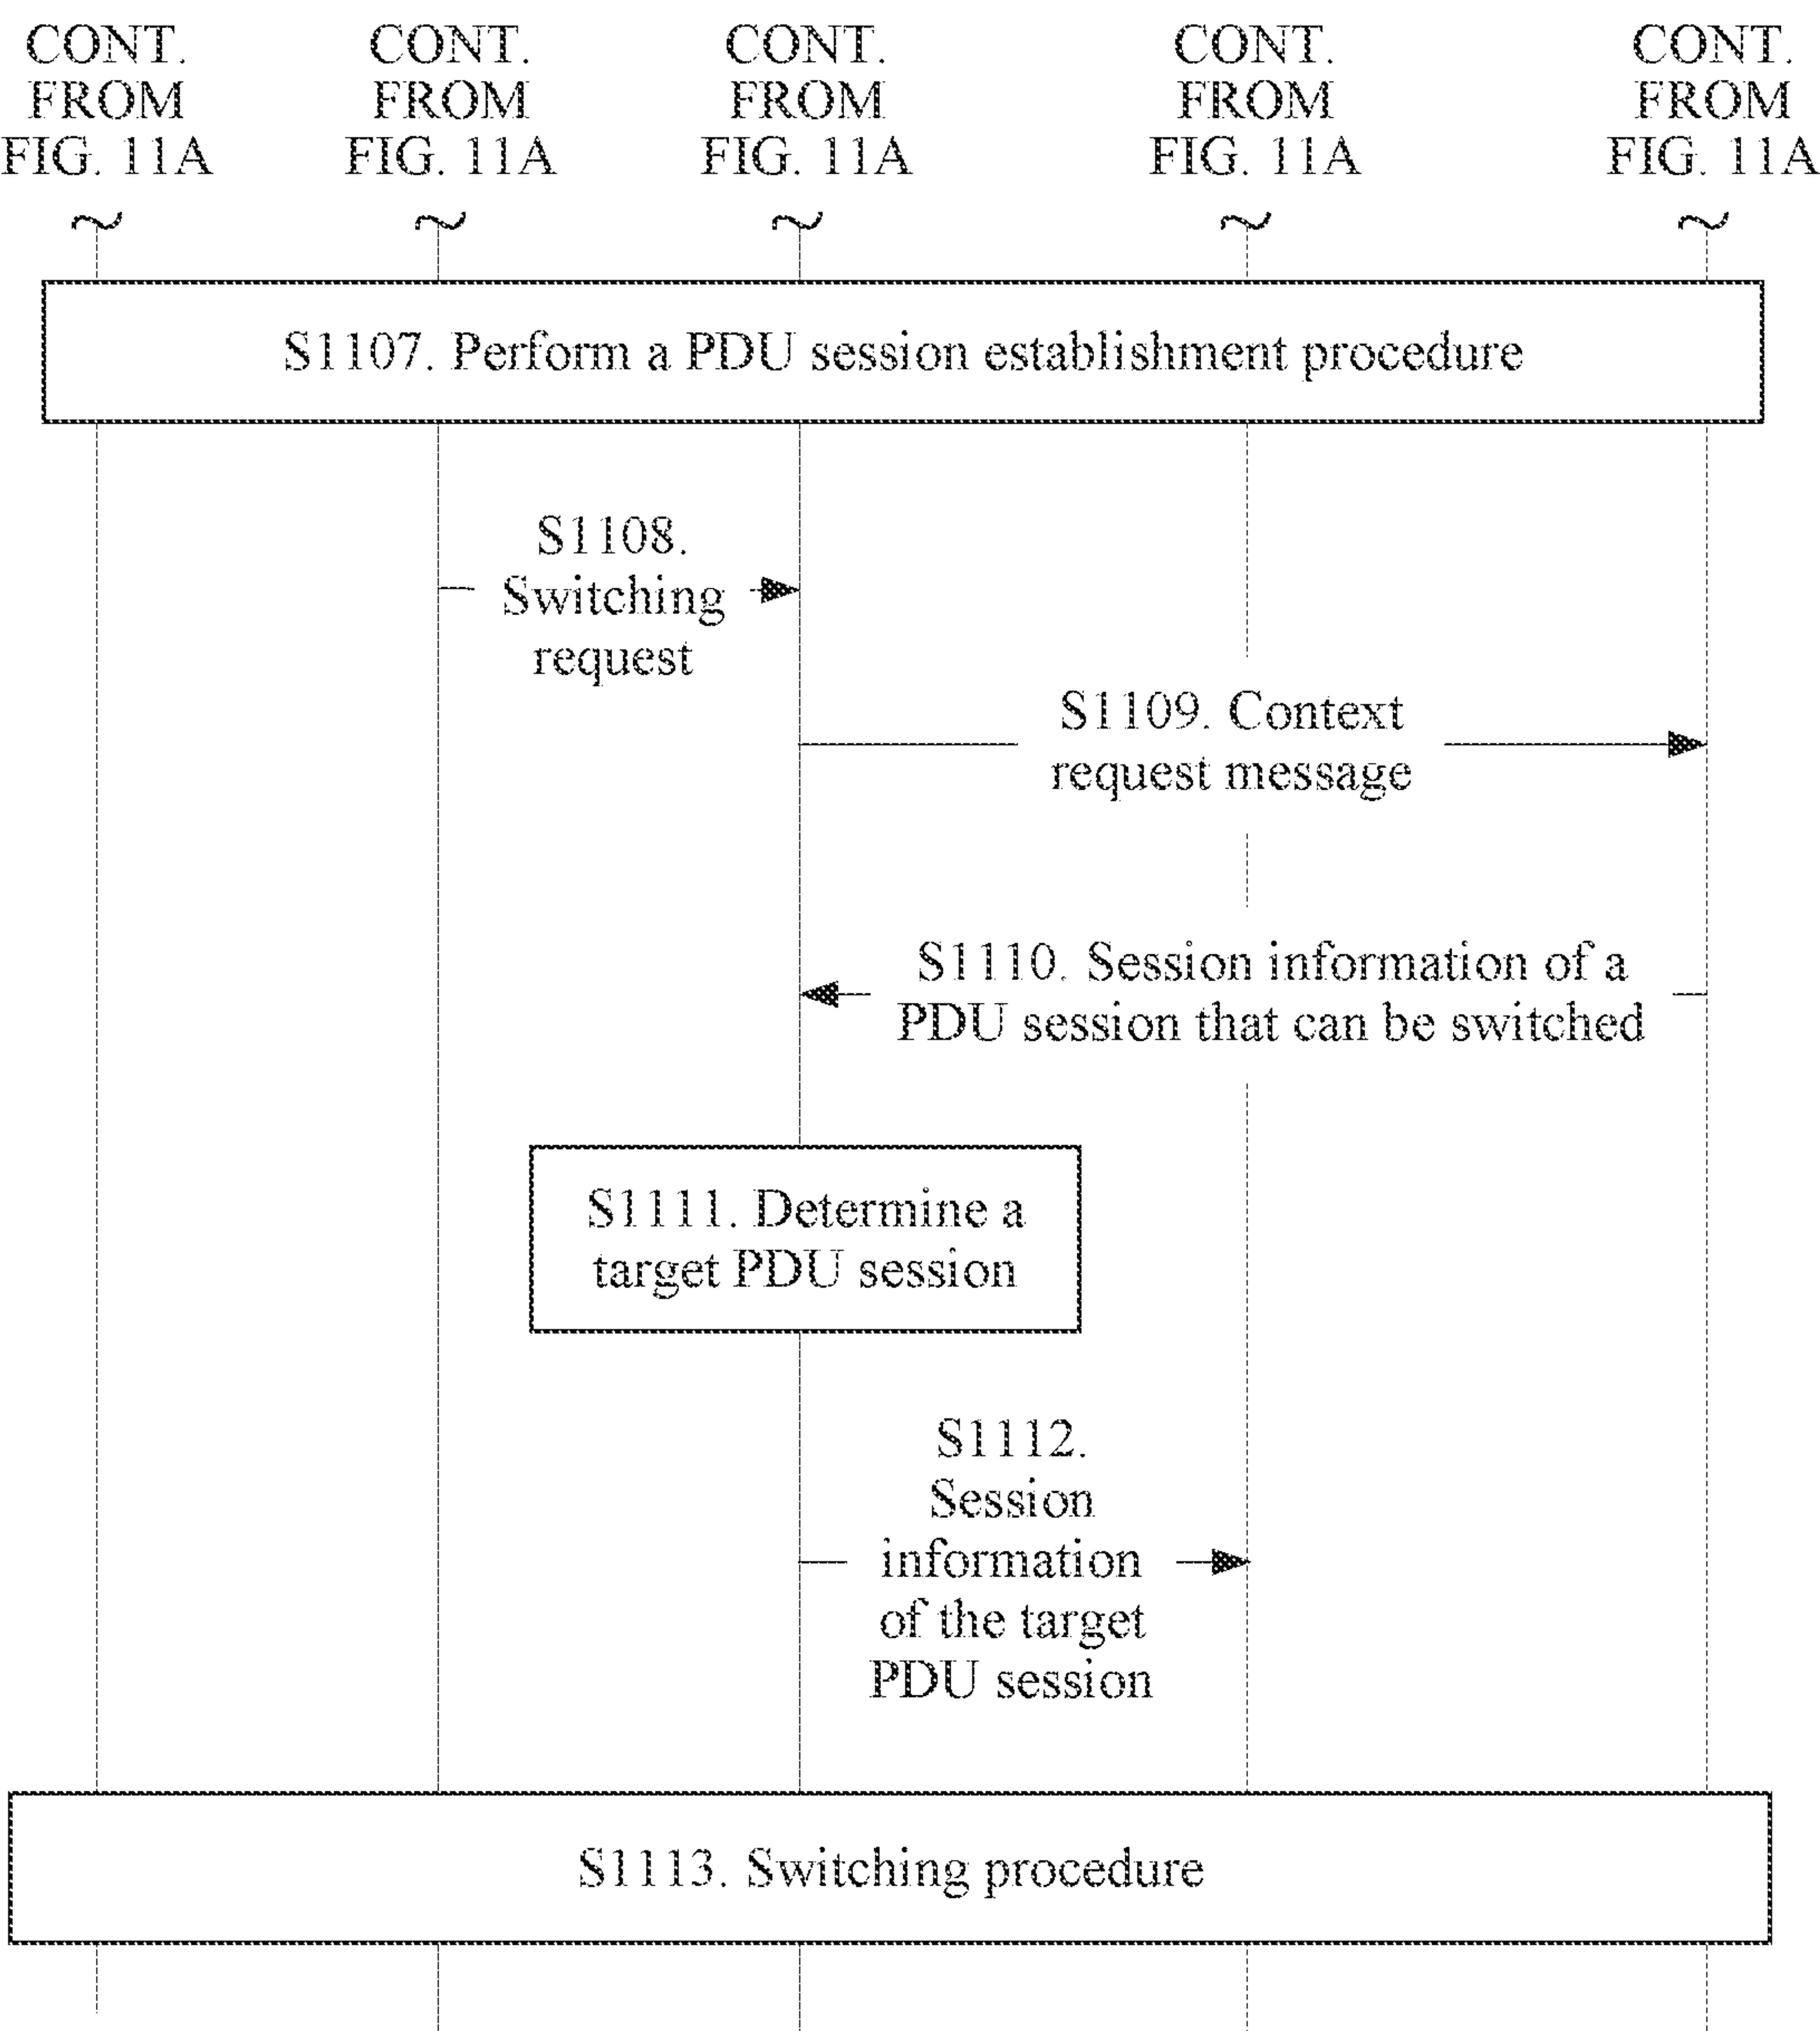 CONT.
FROM
FIG. 11A
CONT.
FROM
FIG. 11A
CONT.
FROM
FIG. 11A
CONT.
FROM
FIG. 11A
CONT.
FROM
FIG. 11A
S1107. Perform a PDU session establishment procedure
S1108.
Switching
request
S1109. Context
request message
S1110. Session information of a
PDU session that can be switched
S1111. Determine a
target PDU session
S1112.
Session
information
of the target
PDU session
S1113. Switching procedure